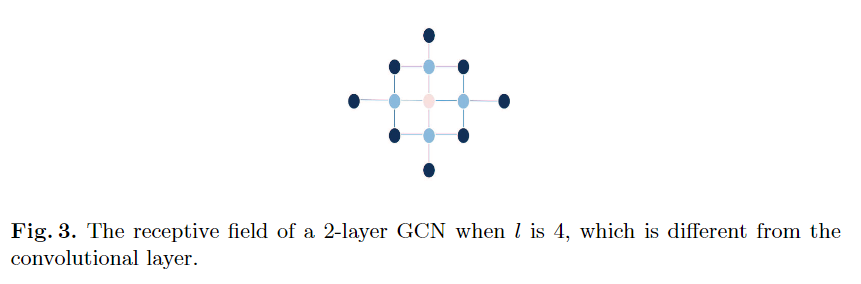 Fig. 3. The receptive field of a 2-layer GCN when l is 4, which is different from the
convolutional layer.